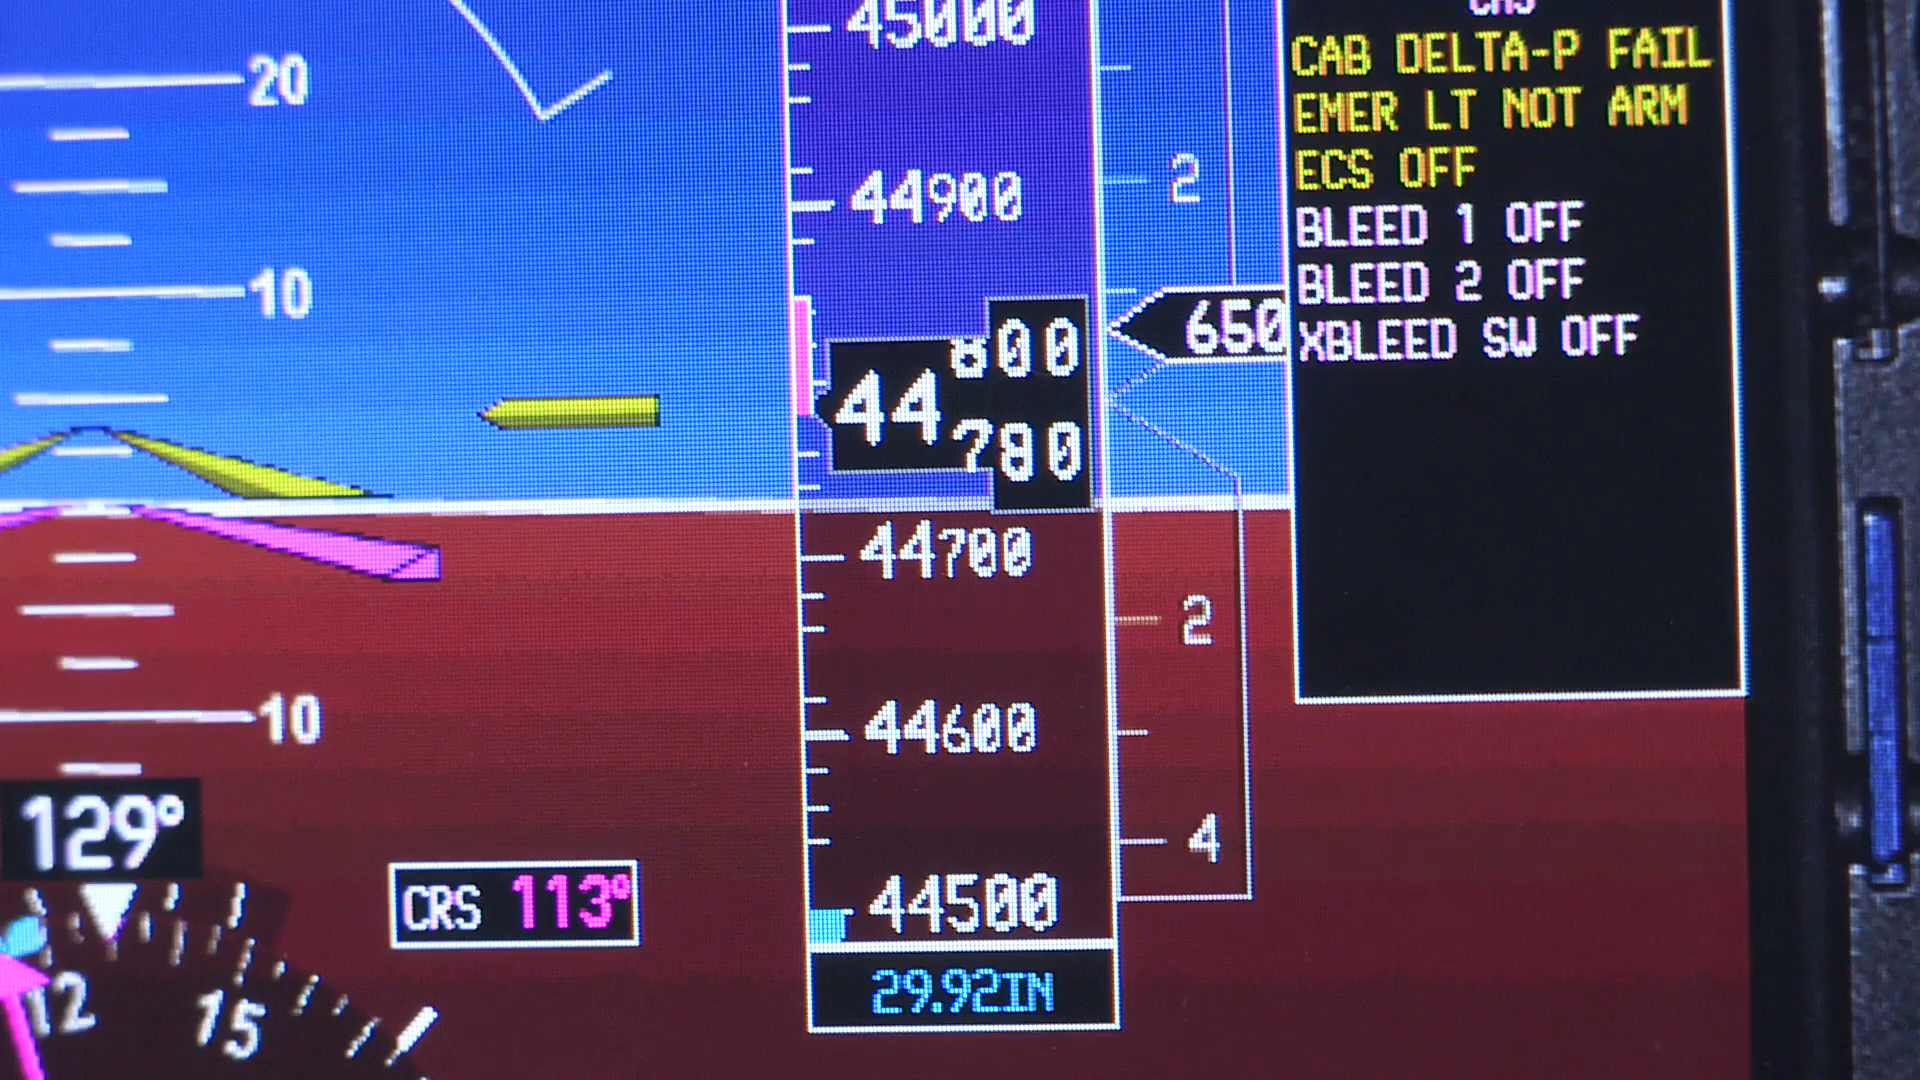 45000
CAS
CAB DELTA-P FAIL
20
EMER LT NOT ARM
ECS OFF
44900
2
BLEED 1 OFF
10
BLEED 2 OFF
650
XBLEED SW OFF
800
44
780
44700
2
10
44600
129°
4
CRS 113°
44500
29.92IN
12
15